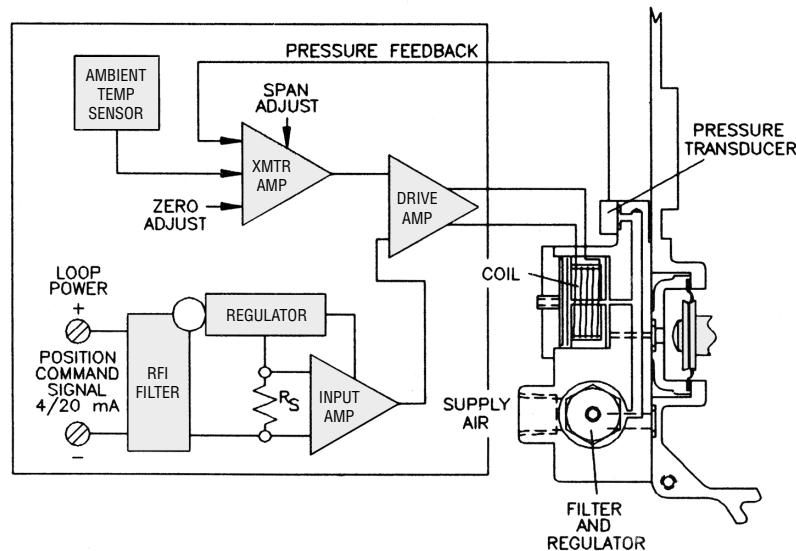 PRESSURE FEEDBACK
AMBIENT
TEMP
SENSOR
SPAN
ADJUST
PRESSURE
TRANSDUCER
XMTR
AMP
DRIVE
AMP
ZERO
ADJUST
COIL
LOOP
POWER
+
REGULATOR
POSITION
COMMAND
SIGNAL
4/20 mA
RFI
FILTER
RS
INPUT
AMP
SUPPLY
AIR
–
FILTER
AND
REGULATOR